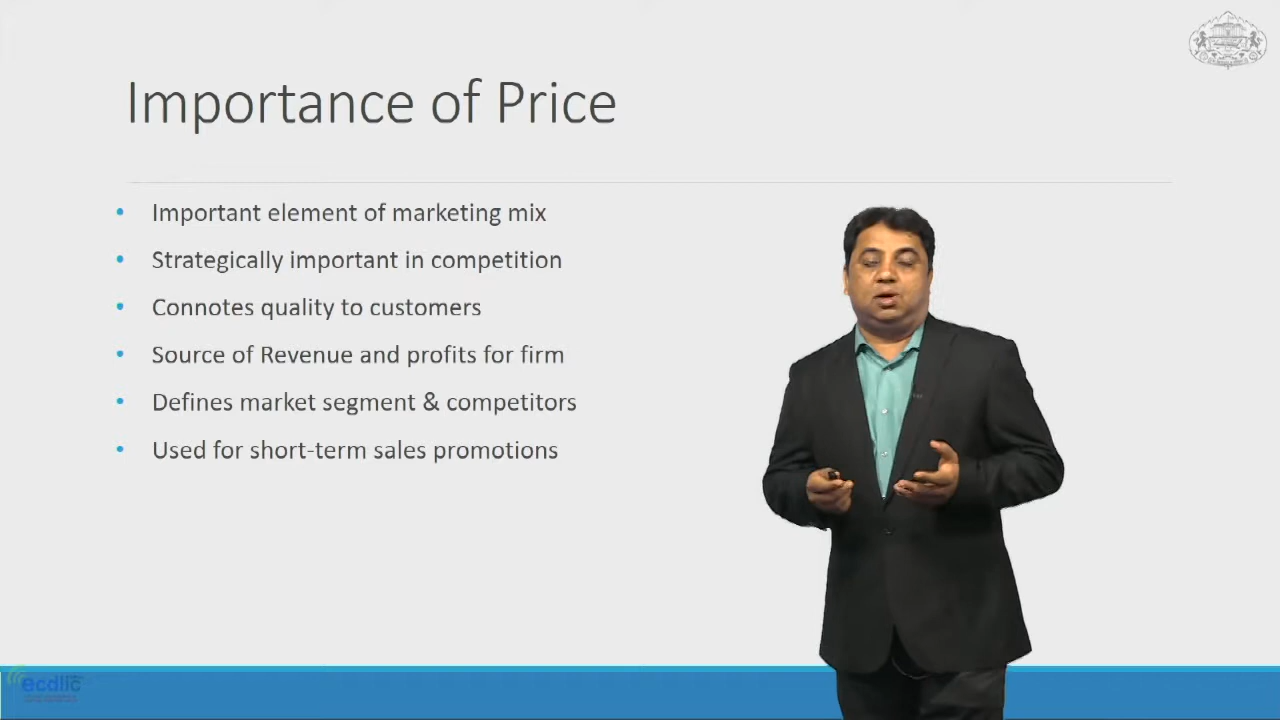 Importance of Price
• Important element of marketing mix
• Strategically important in competition
• Connotes quality to customers
• Source of Revenue and profits for firm
• Defines market segment & competitors
• Used for short-term sales promotions
ecdlic